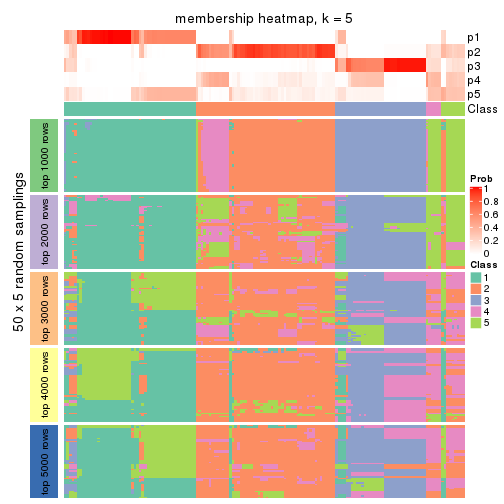 membership heatmap, k = 5
p1
p2
p3
p4
p5
Class
50 x 5 random samplings
top 1000 rows
top 2000 rows
top 3000 rows
top 4000 rows
top 5000 rows
Prob
1
0.8
0.6
0.4
0.2
0
Class
1
2
3
4
5